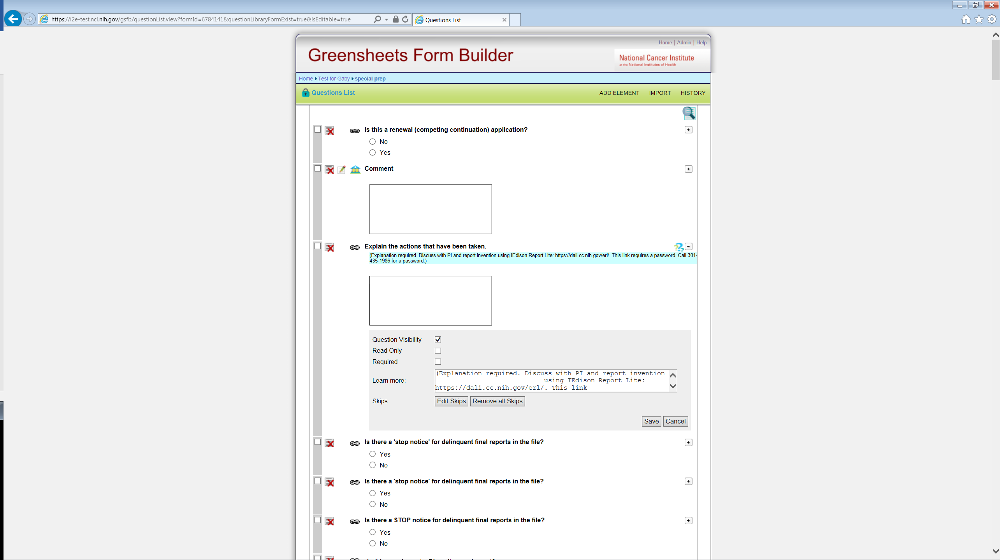 https://i2e-test.nci.nih.gov/gsfb/questionList.view?formId=6784141&questionLibraryFormExist=true&isEditable=true
Questions List
Home | Admin | Help
Greensheets Form Builder
National Cancer Institute
at the National Institutes of Health
Home Test for Gaby special prep
Questions List
ADD ELEMENT IMPORT HISTORY
Is this a renewal (competing continuation) application?
No
Yes
Comment
Explain the actions that have been taken.
(Explanation required. Discuss with PI and report invention using IEdison Report Lite: https://dali.cc.nih.gov/erl/. This link requires a password. Call 301-
435-1986 for a password.)
Question Visibility
Read Only
Required
Learn more:
(Explanation required. Discuss with PI and report invention
using IEdison Report Lite:
https://dali.cc.nih.gov/erl/. This link
Skips
Edit Skips Remove all Skips
Save Cancel
Is there a 'stop notice' for delinquent final reports in the file?
Yes
No
Is there a 'stop notice' for delinquent final reports in the file?
Yes
No
Is there a STOP notice for delinquent final reports in the file?
Yes
No